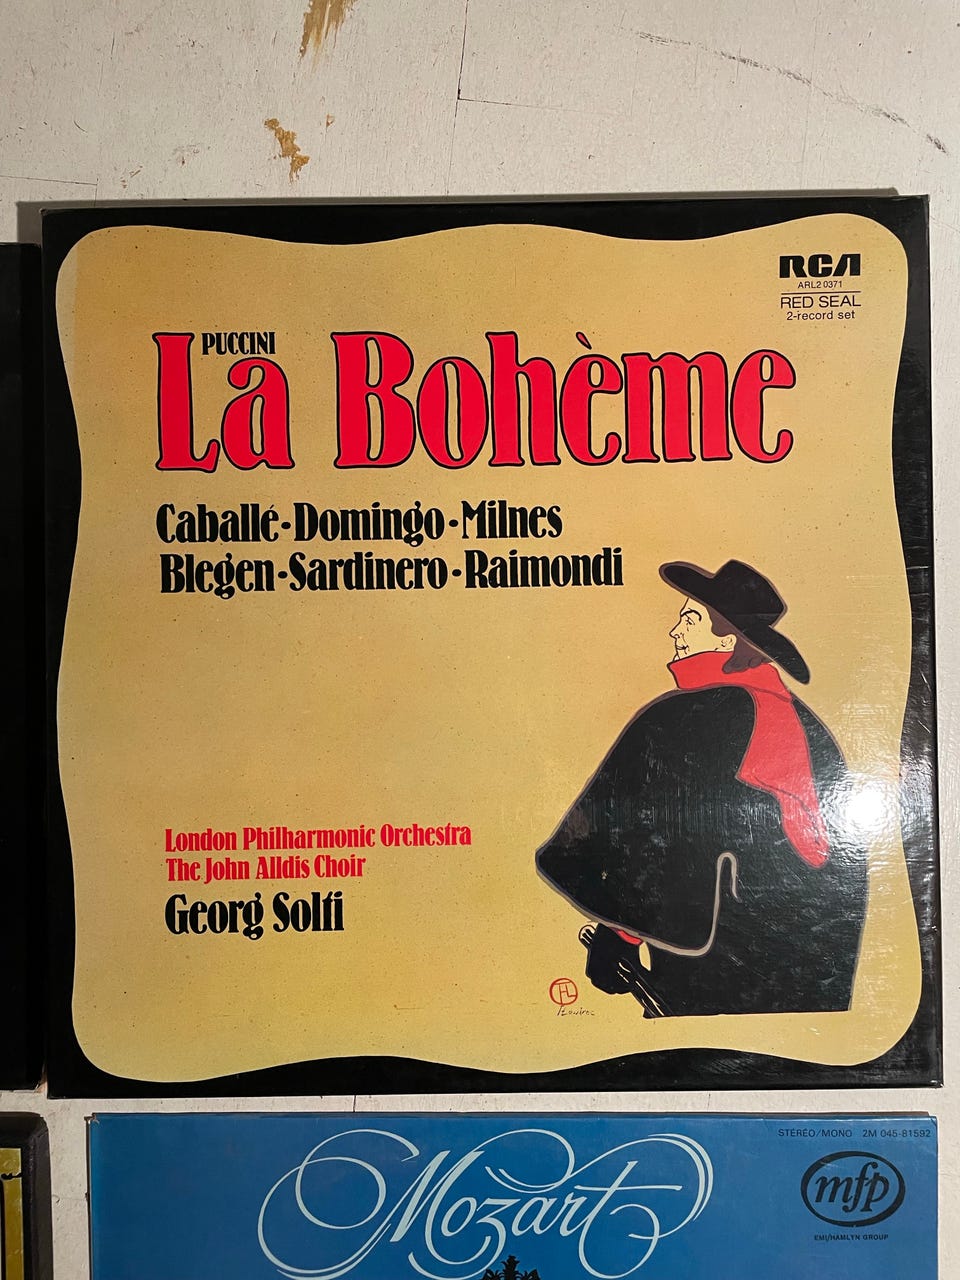 RCA
ARL2 0371
RED SEAL
2-record set
PUCCINI
La Bohème
Caballé-Domingo-Milnes
Blegen-Sardinero-Raimondi
London Philharmonic Orchestra
The John Alldis Choir
Georg Solti
STÉRÉO/MONO 2M 045-81592
Mozart
mfp
EMI/HAMLYN GROUP